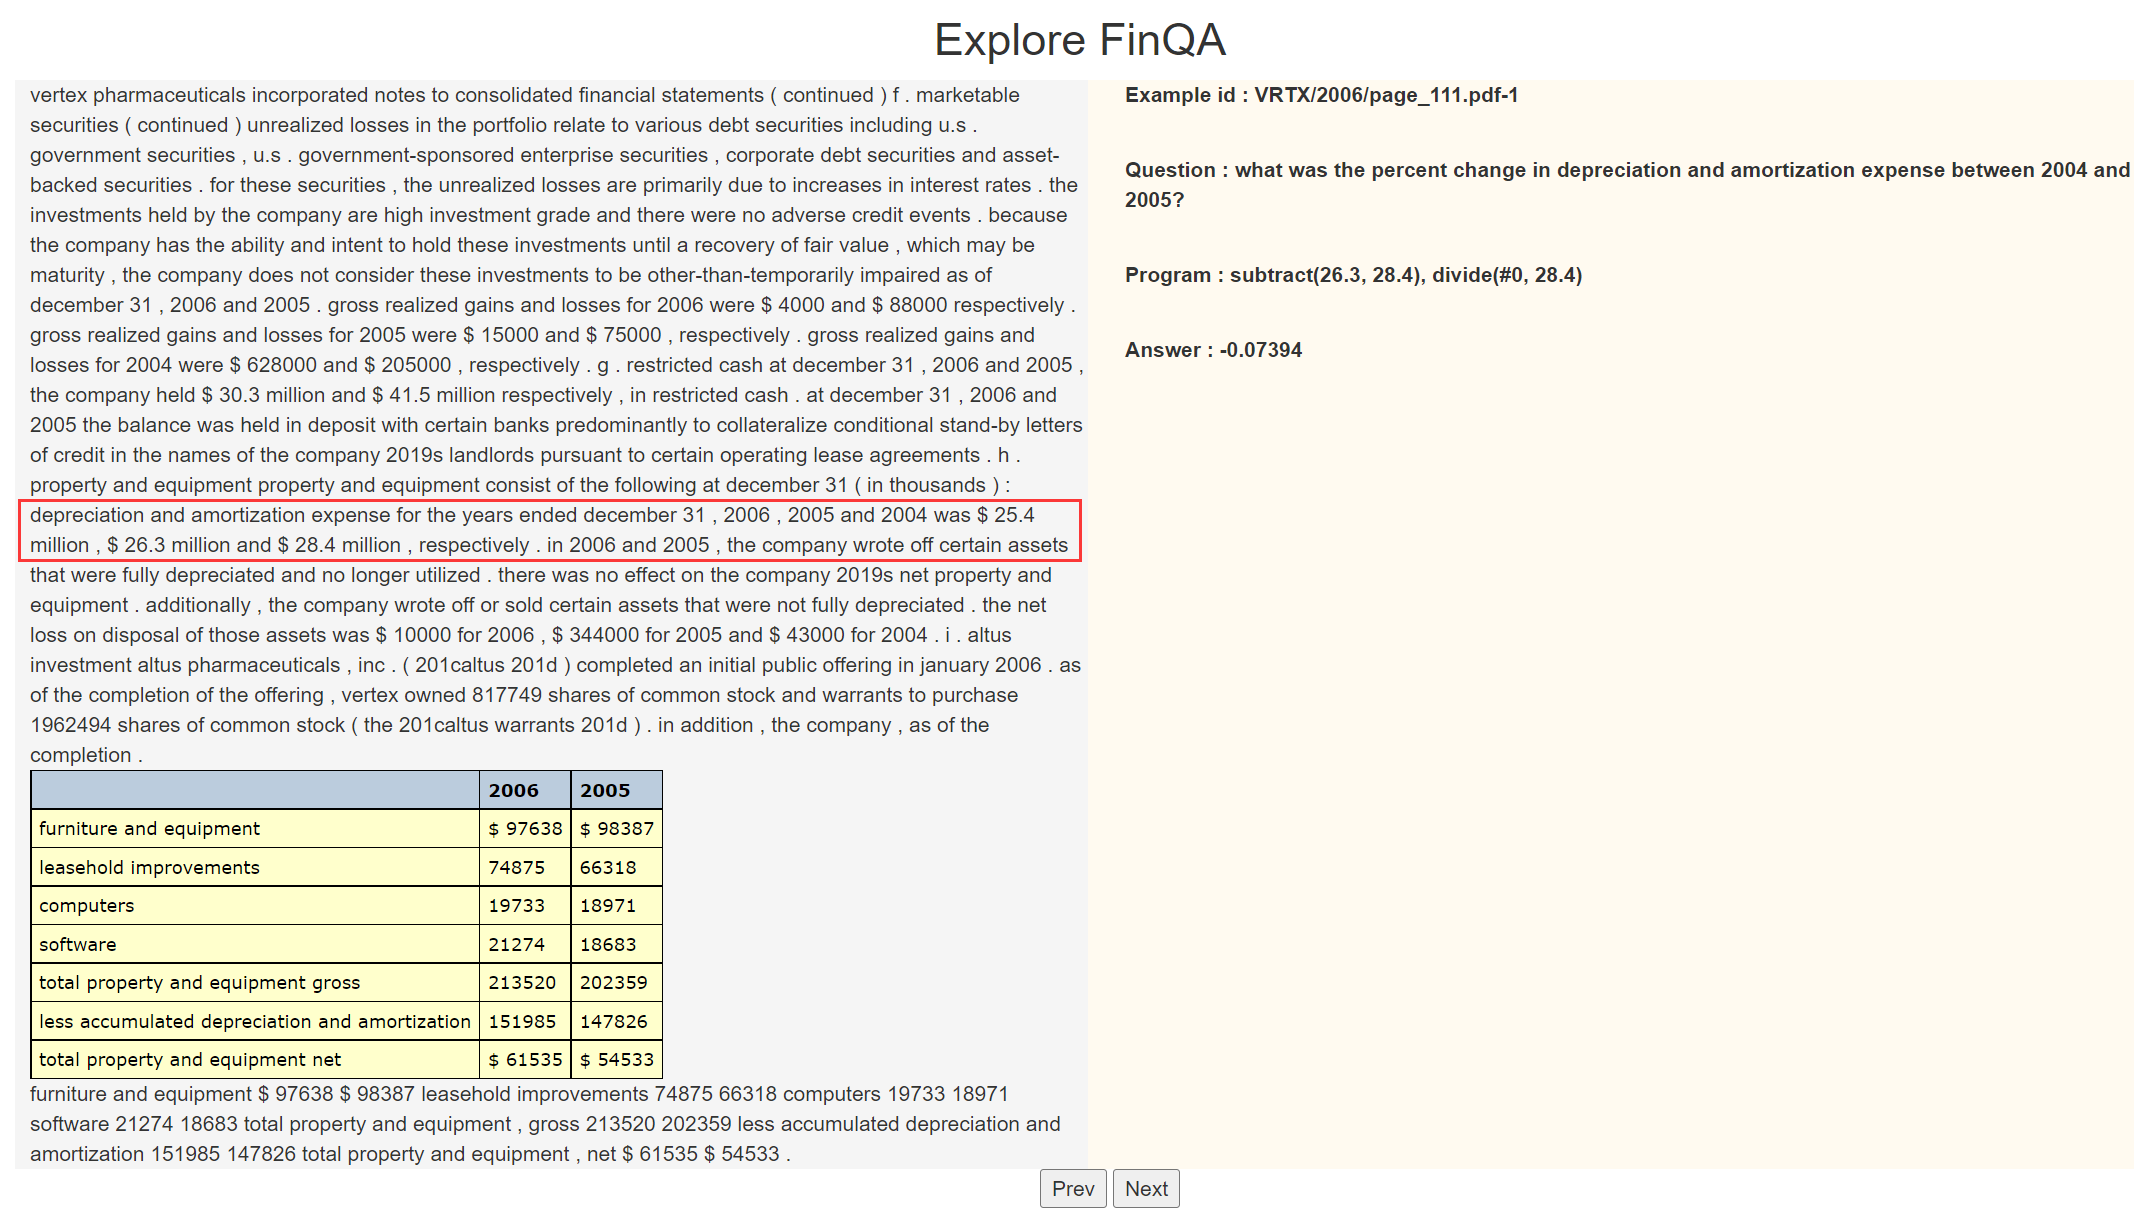 Explore FinQA
vertex pharmaceuticals incorporated notes to consolidated financial statements ( continued ) f . marketable
securities ( continued ) unrealized losses in the portfolio relate to various debt securities including u.s .
government securities , u.s . government-sponsored enterprise securities , corporate debt securities and asset-
backed securities . for these securities , the unrealized losses are primarily due to increases in interest rates . the
investments held by the company are high investment grade and there were no adverse credit events . because
the company has the ability and intent to hold these investments until a recovery of fair value , which may be
maturity , the company does not consider these investments to be other-than-temporarily impaired as of
december 31 , 2006 and 2005 . gross realized gains and losses for 2006 were $ 4000 and $ 88000 respectively .
gross realized gains and losses for 2005 were $ 15000 and $ 75000 , respectively . gross realized gains and
losses for 2004 were $ 628000 and $ 205000 , respectively . g . restricted cash at december 31 , 2006 and 2005 ,
the company held $ 30.3 million and $ 41.5 million respectively , in restricted cash . at december 31 , 2006 and
2005 the balance was held in deposit with certain banks predominantly to collateralize conditional stand-by letters
of credit in the names of the company 2019s landlords pursuant to certain operating lease agreements . h .
property and equipment property and equipment consist of the following at december 31 ( in thousands ) :
depreciation and amortization expense for the years ended december 31 , 2006 , 2005 and 2004 was $ 25.4
million , $ 26.3 million and $ 28.4 million , respectively . in 2006 and 2005 , the company wrote off certain assets
that were fully depreciated and no longer utilized . there was no effect on the company 2019s net property and
equipment . additionally , the company wrote off or sold certain assets that were not fully depreciated . the net
loss on disposal of those assets was $ 10000 for 2006 , $ 344000 for 2005 and $ 43000 for 2004 . i . altus
investment altus pharmaceuticals , inc . ( 201caltus 201d ) completed an initial public offering in january 2006 . as
of the completion of the offering , vertex owned 817749 shares of common stock and warrants to purchase
1962494 shares of common stock ( the 201caltus warrants 201d ) . in addition , the company , as of the
completion .
2006 2005
furniture and equipment $ 97638 $ 98387
leasehold improvements 74875 66318
computers 19733 18971
software 21274 18683
total property and equipment gross 213520 202359
less accumulated depreciation and amortization 151985 147826
total property and equipment net $ 61535 $ 54533
furniture and equipment $ 97638 $ 98387 leasehold improvements 74875 66318 computers 19733 18971
software 21274 18683 total property and equipment , gross 213520 202359 less accumulated depreciation and
amortization 151985 147826 total property and equipment , net $ 61535 $ 54533 .
Example id : VRTX/2006/page_111.pdf-1
Question : what was the percent change in depreciation and amortization expense between 2004 and
2005?
Program : subtract(26.3, 28.4), divide(#0, 28.4)
Answer : -0.07394
Prev Next